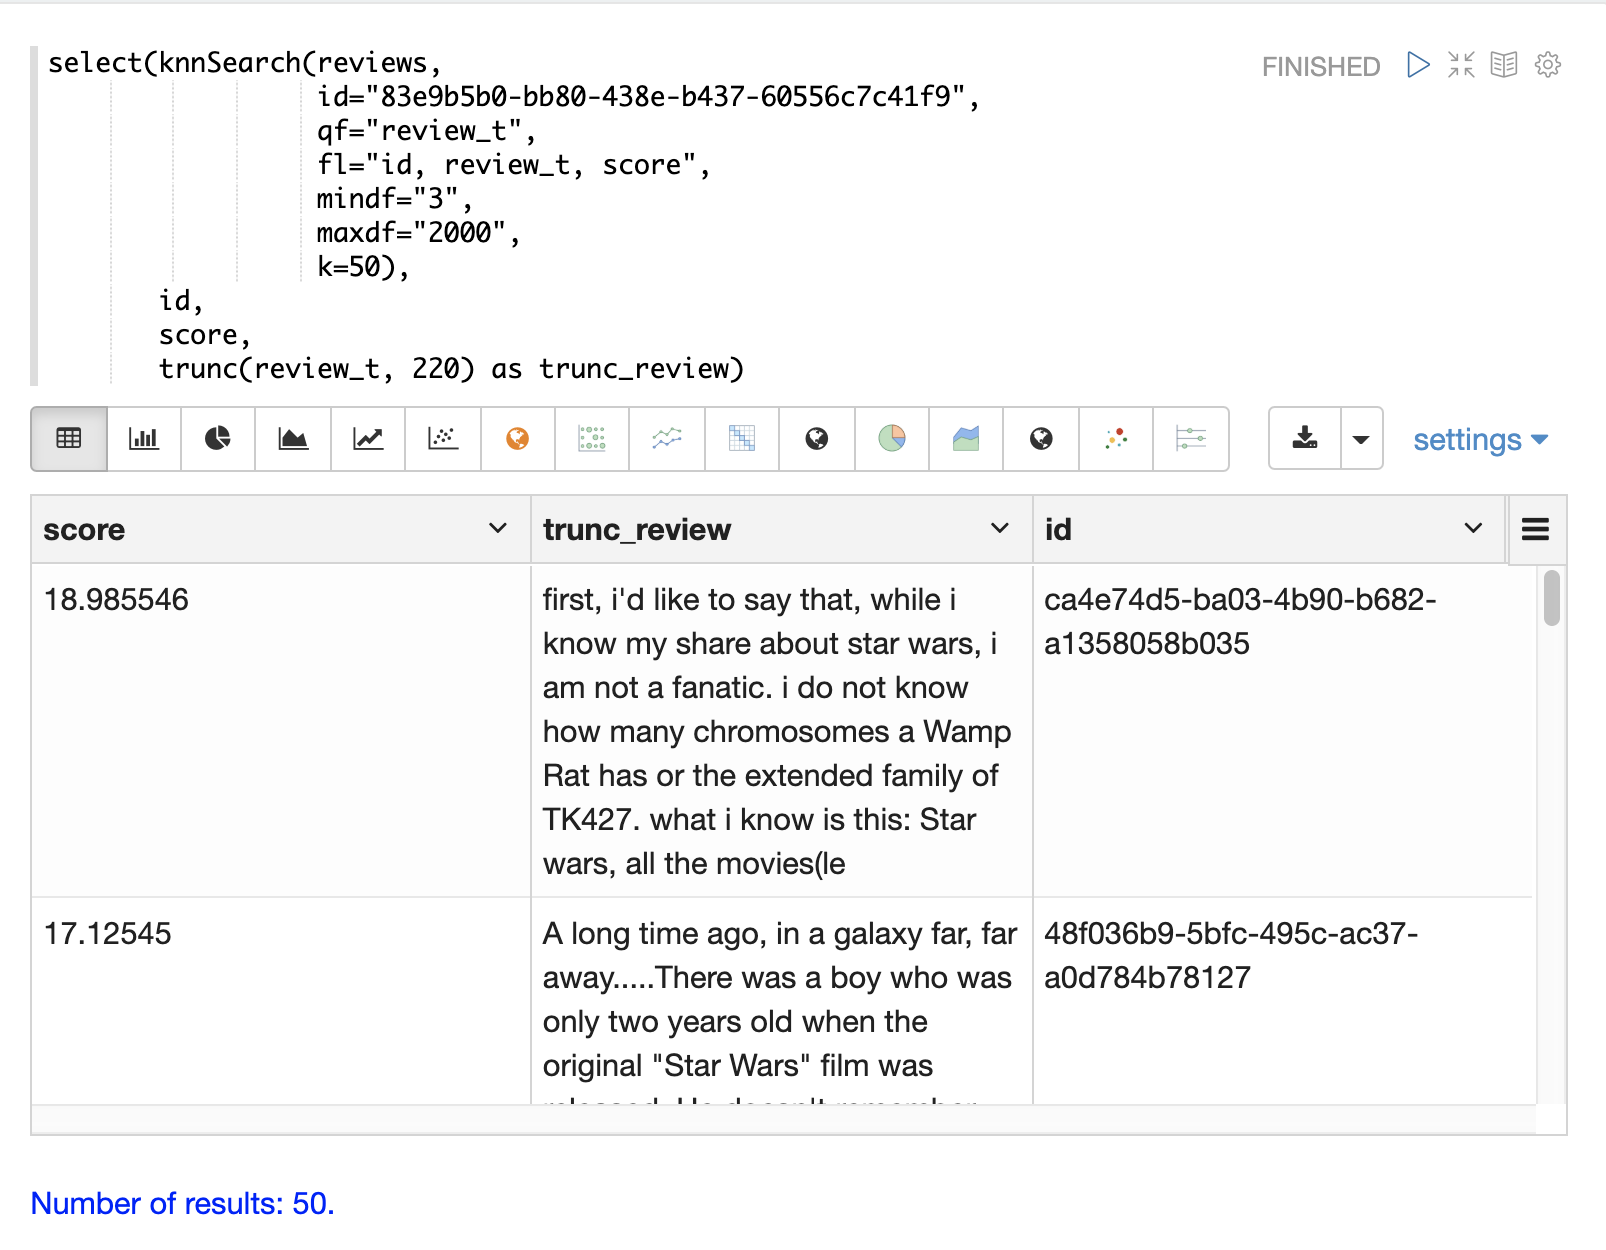 select(knnSearch(reviews,
id="83e9b5b0-bb80-438e-b437-60556c7c41f9",
qf="review_t",
fl="id, review_t, score",
mindf="3",
maxdf="2000",
k=50),
id,
score,
trunc(review_t, 220) as trunc_review)
FINISHED
settings
score
trunc_review
id
18.985546
first, i'd like to say that, while i
know my share about star wars, i
am not a fanatic. i do not know
how many chromosomes a Wamp
Rat has or the extended family of
TK427. what i know is this: Star
wars, all the movies(le
ca4e74d5-ba03-4b90-b682-
a1358058b035
17.12545
A long time ago, in a galaxy far, far
away.....There was a boy who was
only two years old when the
original "Star Wars" film was
released. He doesn't remember
48f036b9-5bfc-495c-ac37-
a0d784b78127
Number of results: 50.